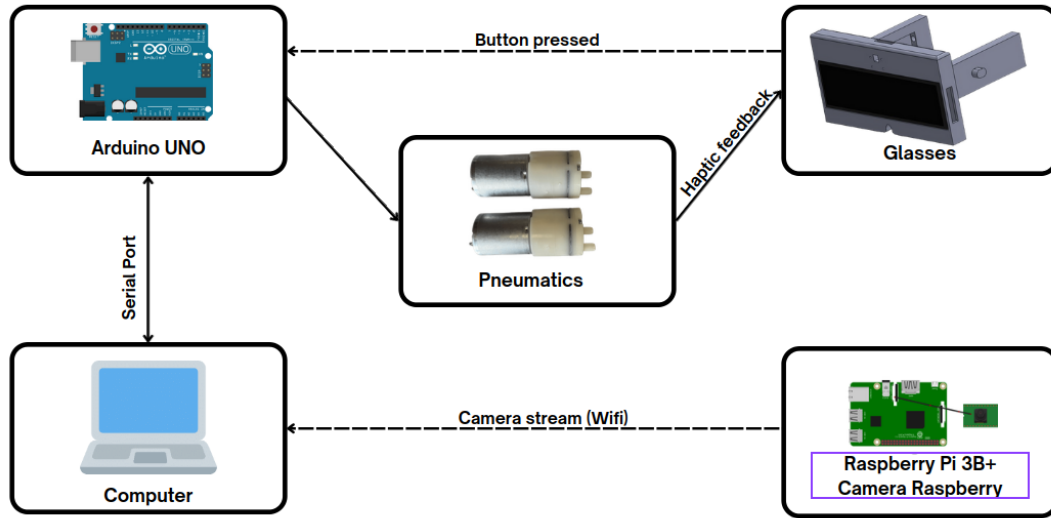 Button pressed
UNO
Arduino UNO
Glasses
Haptic feedback
Pneumatics
Serial Port
Camera stream (Wifi)
Computer
Raspberry Pi 3B+
Camera Raspberry